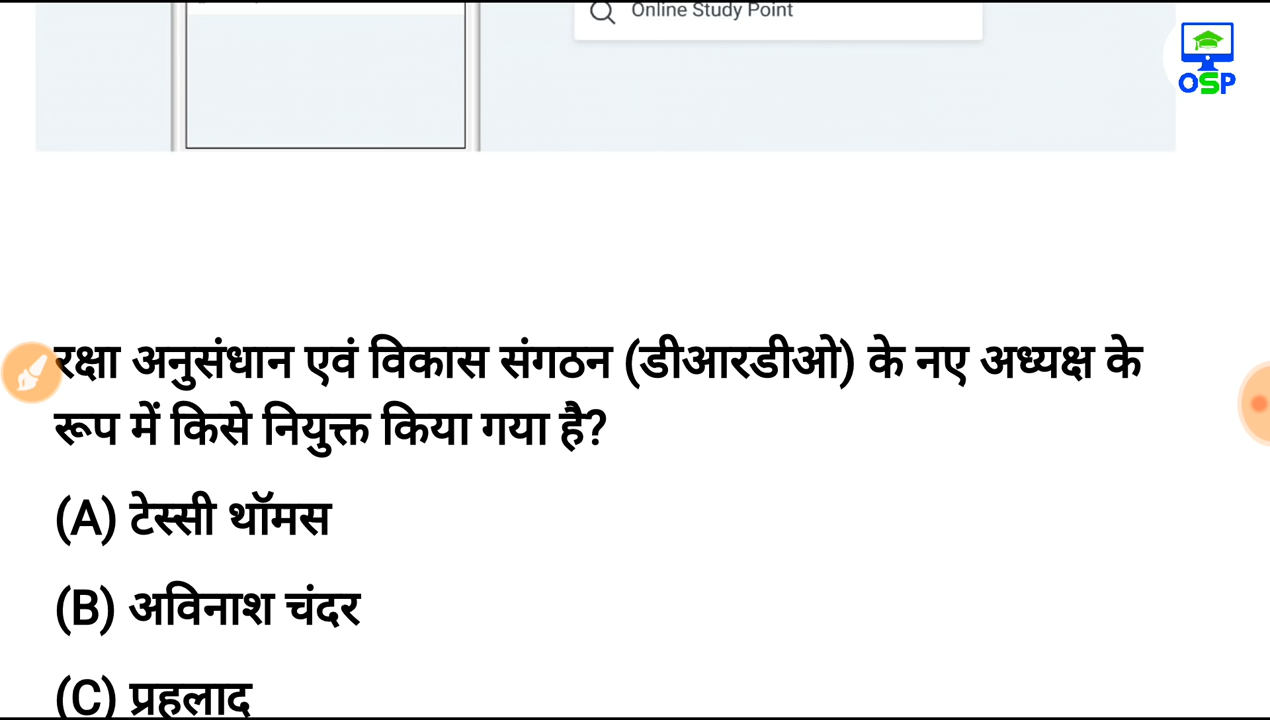 Online Study Point
OSP
रक्षा अनुसंधान एवं विकास संगठन (डीआरडीओ) के नए अध्यक्ष के
रूप में किसे नियुक्त किया गया है?
(A) टेस्सी थॉमस
(B) अविनाश चंदर
(C) प्रहलाद